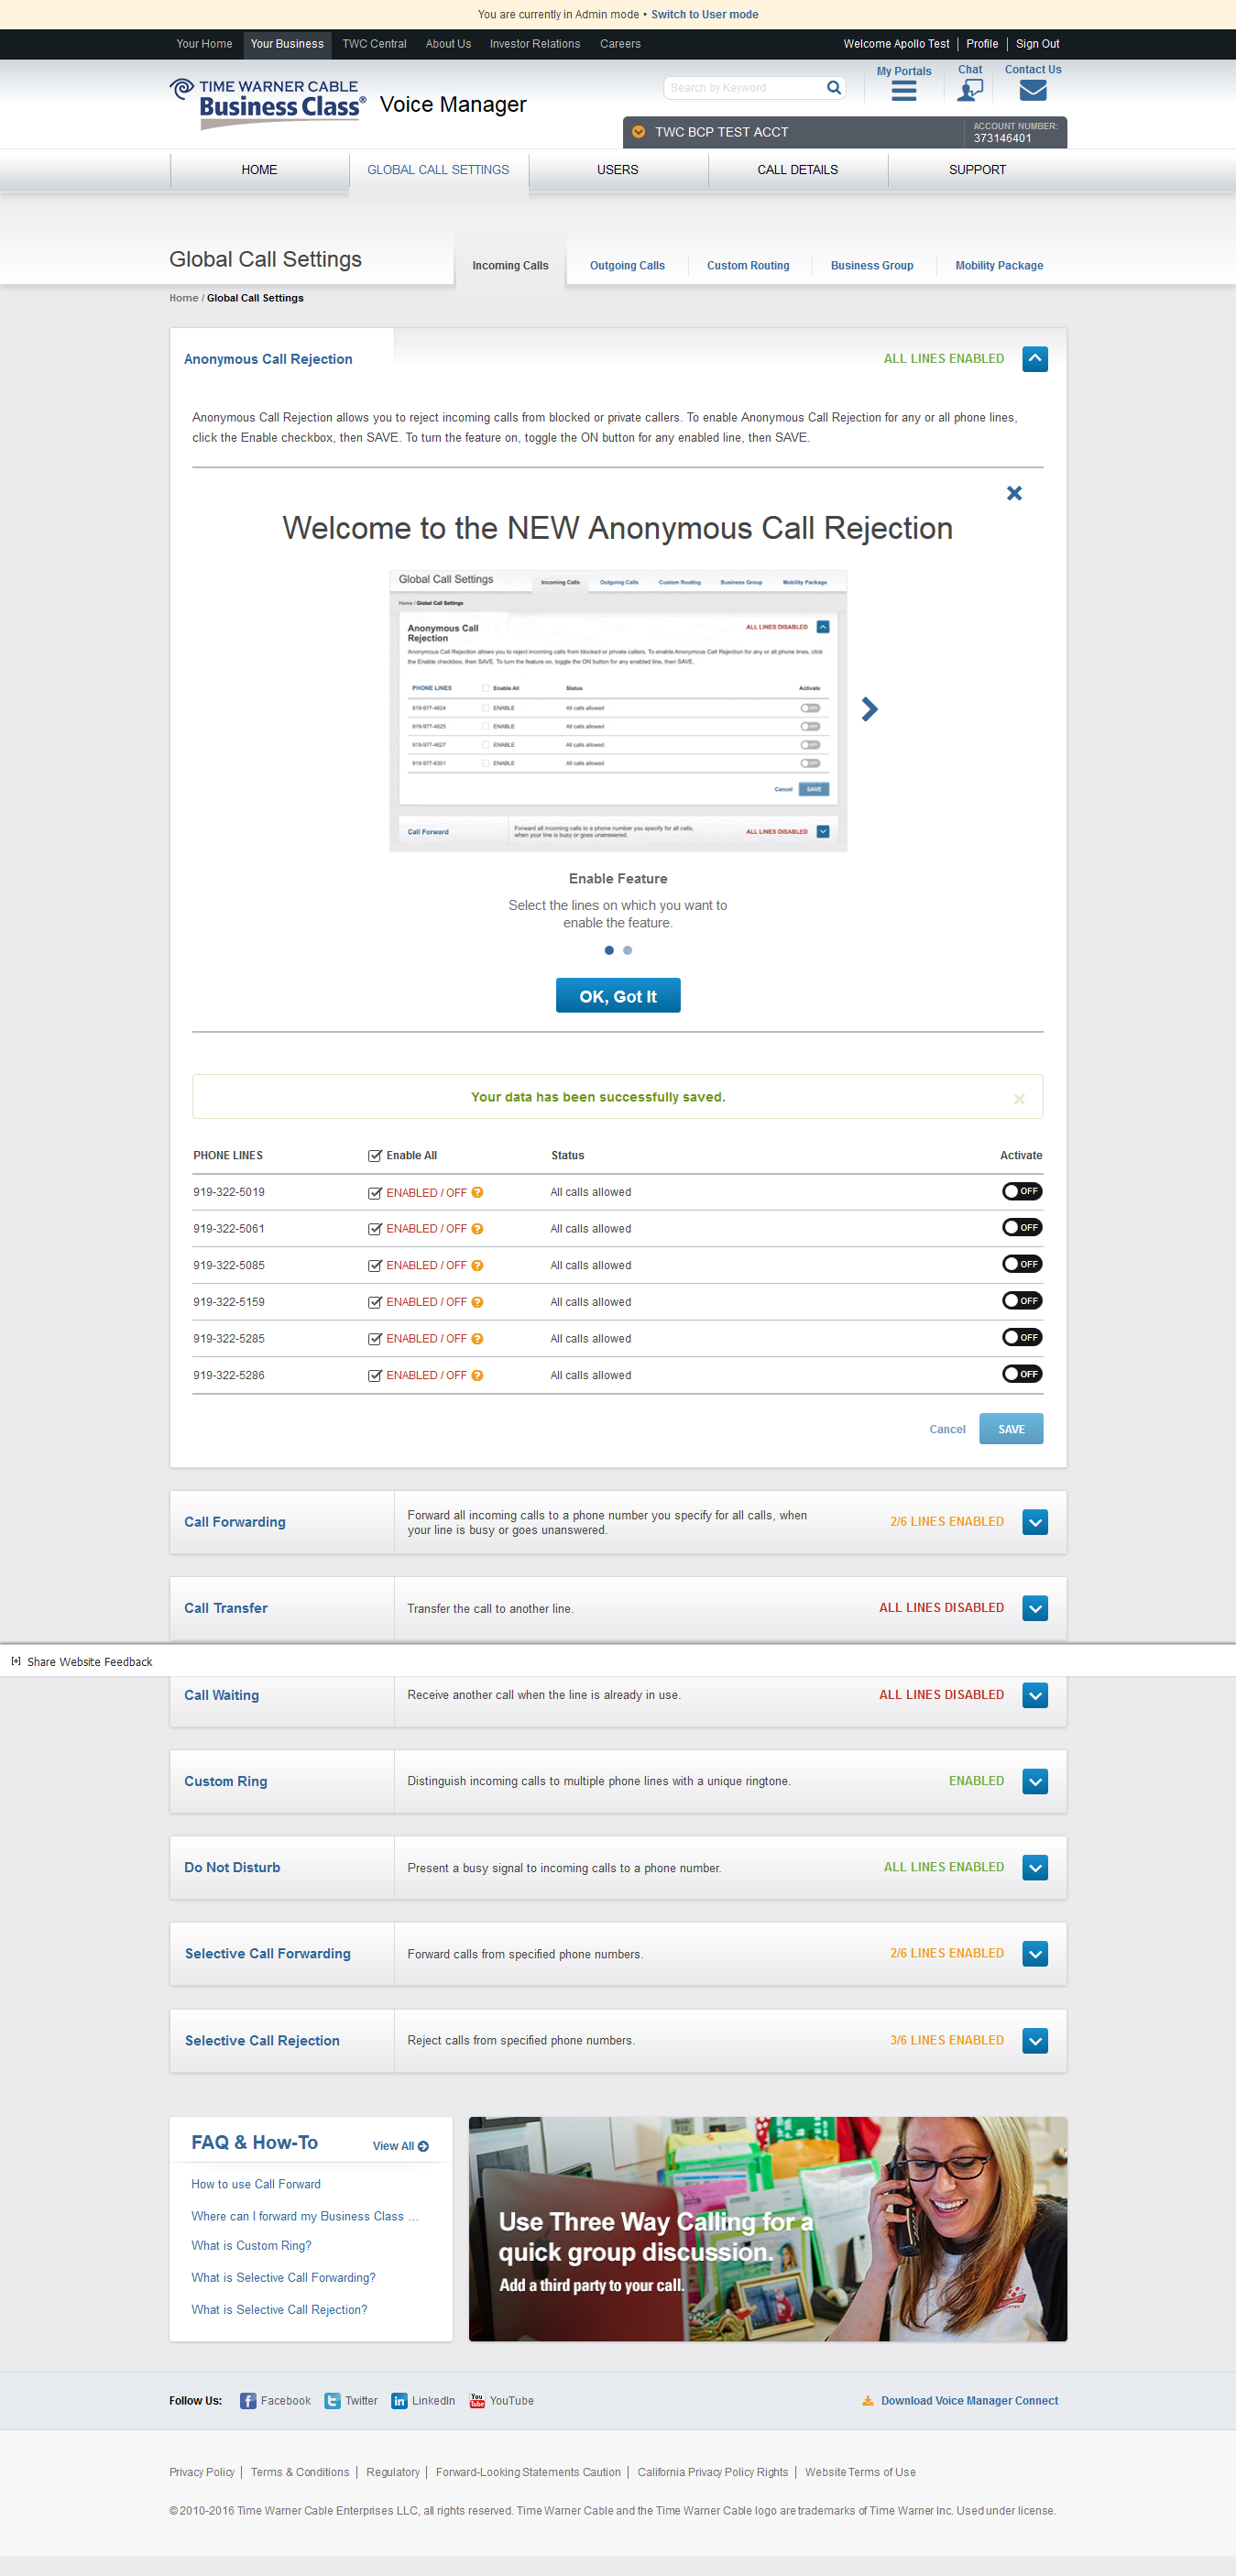 You are currently in Admin mode • Switch to User mode
Your Home Your Business TWC Central About Us Investor Relations Careers Welcome Apollo Test Profile Sign Out
TIME WARNER CABLE
Business Class® Voice Manager
Search by Keyword
My Portals Chat Contact Us
TWC BCP TEST ACCT
ACCOUNT NUMBER:
373146401
HOME GLOBAL CALL SETTINGS USERS CALL DETAILS SUPPORT
Global Call Settings
Incoming Calls Outgoing Calls Custom Routing Business Group Mobility Package
Home / Global Call Settings
Anonymous Call Rejection ALL LINES ENABLED
Anonymous Call Rejection allows you to reject incoming calls from blocked or private callers. To enable Anonymous Call Rejection for any or all phone lines,
click the Enable checkbox, then SAVE. To turn the feature on, toggle the ON button for any enabled line, then SAVE.
Welcome to the NEW Anonymous Call Rejection
Global Call Settings Incoming Calls Outgoing Calls Custom Routing Business Group Mobility Package
Home / Global Call Settings
Anonymous Call
Rejection
ALL LINES DISABLED
Anonymous Call Rejection allows you to reject incoming calls from blocked or private callers. To enable Anonymous Call Rejection for any or all phone lines, click
the Enable checkbox, then SAVE. To turn the feature on, toggle the ON button for any enabled line, then SAVE.
PHONE LINES Enable All Status Activate
919-977-4624 ENABLE All calls allowed OFF
919-977-4625 ENABLE All calls allowed OFF
919-977-4627 ENABLE All calls allowed OFF
919-977-6301 ENABLE All calls allowed OFF
Cancel SAVE
Call Forward
Forward all incoming calls to a phone number you specify for all calls,
when your line is busy or goes unanswered.
ALL LINES DISABLED
Enable Feature
Select the lines on which you want to
enable the feature.
OK, Got It
Your data has been successfully saved.
PHONE LINES Enable All Status Activate
919-322-5019 ENABLED / OFF ? All calls allowed OFF
919-322-5061 ENABLED / OFF ? All calls allowed OFF
919-322-5085 ENABLED / OFF ? All calls allowed OFF
919-322-5159 ENABLED / OFF ? All calls allowed OFF
919-322-5285 ENABLED / OFF ? All calls allowed OFF
919-322-5286 ENABLED / OFF ? All calls allowed OFF
Cancel SAVE
Call Forwarding
Forward all incoming calls to a phone number you specify for all calls, when
your line is busy or goes unanswered.
2/6 LINES ENABLED
Call Transfer Transfer the call to another line. ALL LINES DISABLED
[+] Share Website Feedback
Call Waiting Receive another call when the line is already in use. ALL LINES DISABLED
Custom Ring Distinguish incoming calls to multiple phone lines with a unique ringtone. ENABLED
Do Not Disturb Present a busy signal to incoming calls to a phone number. ALL LINES ENABLED
Selective Call Forwarding Forward calls from specified phone numbers. 2/6 LINES ENABLED
Selective Call Rejection Reject calls from specified phone numbers. 3/6 LINES ENABLED
FAQ & How-To View All
How to use Call Forward
Where can I forward my Business Class ...
What is Custom Ring?
What is Selective Call Forwarding?
What is Selective Call Rejection?
Use Three Way Calling for a
quick group discussion.
Add a third party to your call.
Follow Us: Facebook Twitter LinkedIn YouTube Download Voice Manager Connect
Privacy Policy Terms & Conditions Regulatory Forward-Looking Statements Caution California Privacy Policy Rights Website Terms of Use
© 2010-2016 Time Warner Cable Enterprises LLC, all rights reserved. Time Warner Cable and the Time Warner Cable logo are trademarks of Time Warner Inc. Used under license.